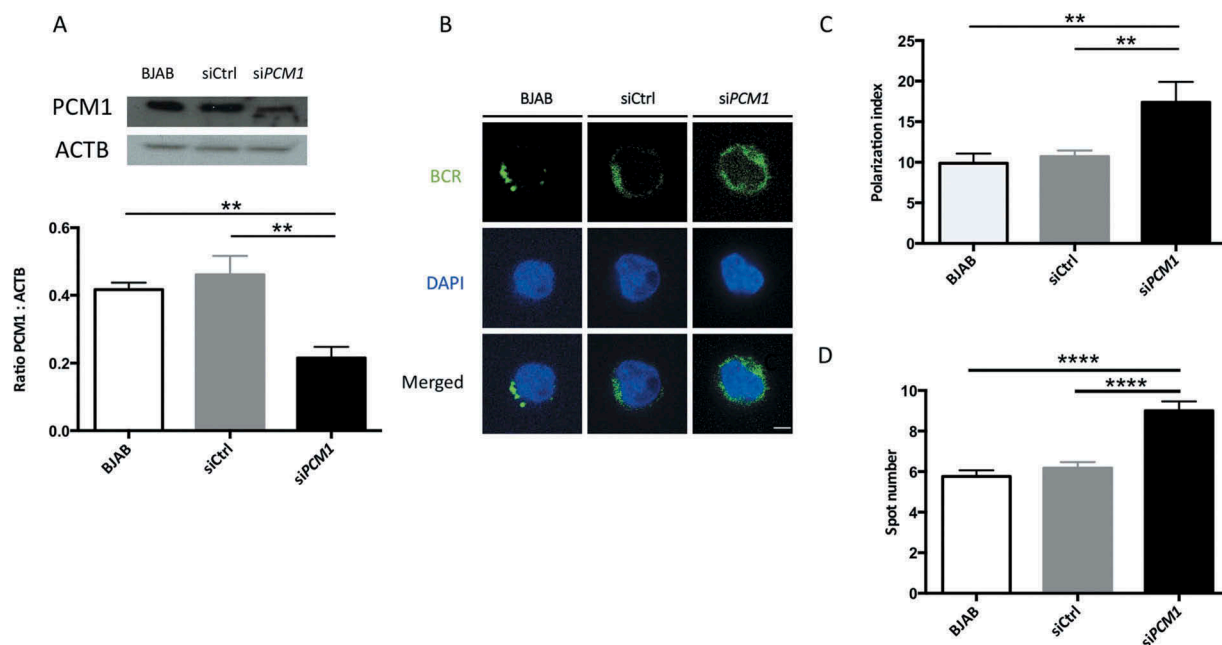 A
BJAB siCtrl siPCM1
PCM1
ACTB
** 
**
Ratio PCM1 : ACTB
0.6
0.4
0.2
0.0
BJAB
siCtrl
siPCM1
B
BJAB siCtrl siPCM1
BCR
DAPI
Merged
C
**
**
Polarization index
25
20
15
10
5
0
BJAB
siCtrl
siPCM1
D
****
****
Spot number
10
8
6
4
2
0
BJAB
siCtrl
siPCM1